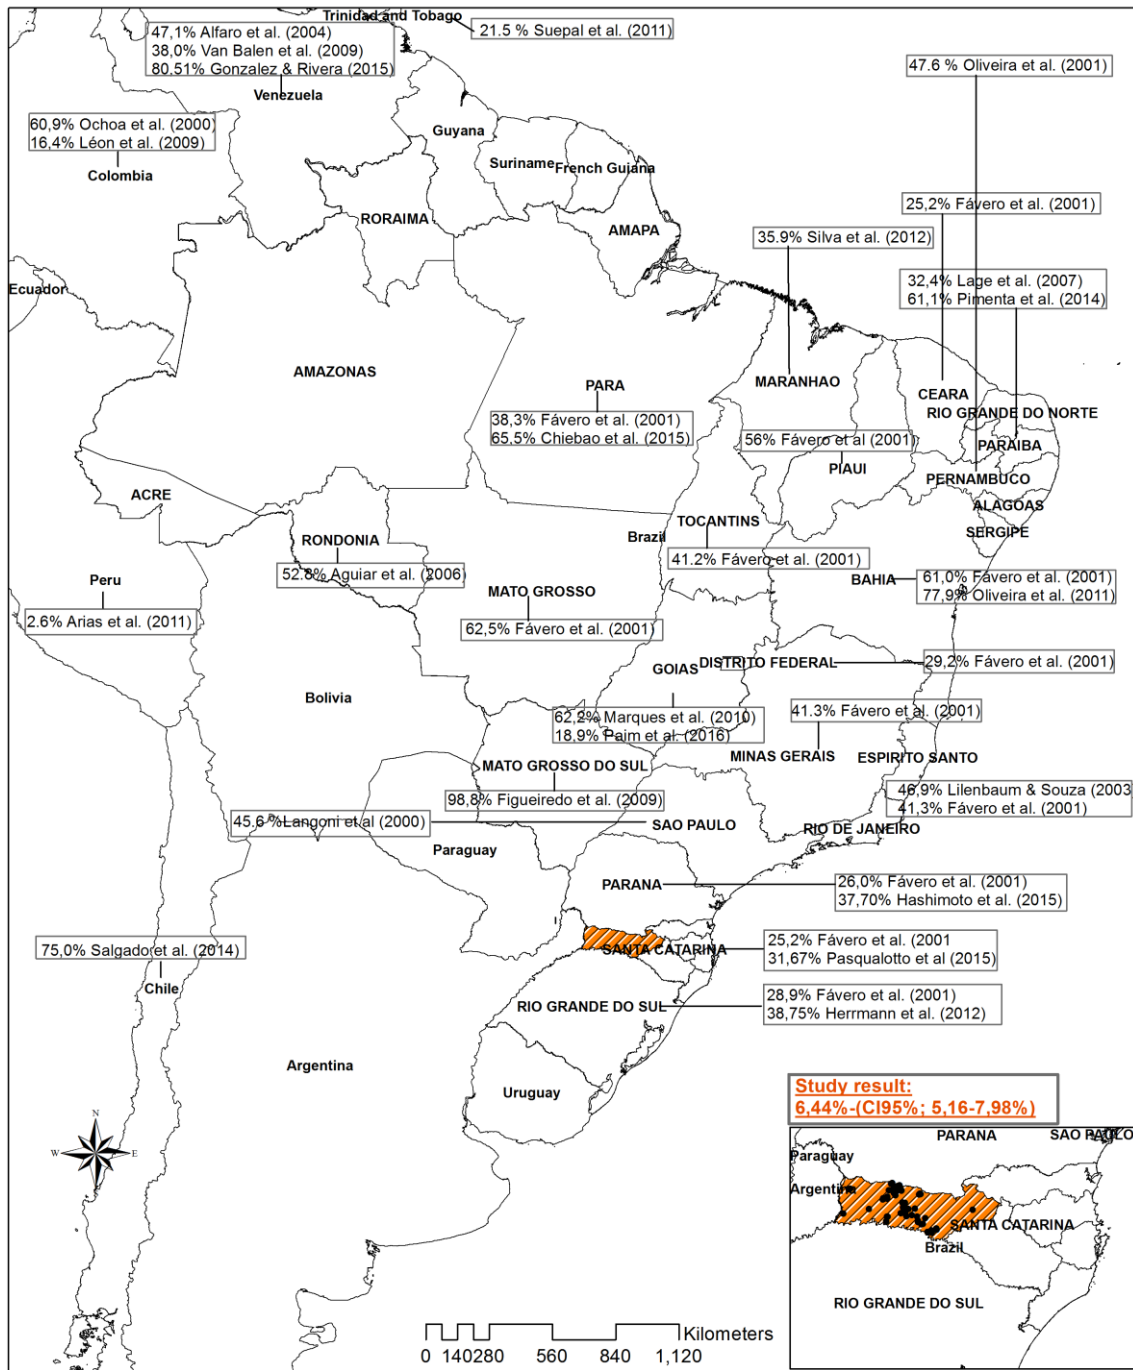 Trinidad and Tobago
47,1% Alfaro et al. (2004)
38,0% Van Balen et al. (2009)
80.51% Gonzalez & Rivera (2015)
Venezuela
21.5 % Suepal et al. (2011)
47.6 % Oliveira et al. (2001)
60,9% Ochoa et al. (2000)
16,4% Léon et al. (2009)
Colombia
Guyana
Suriname
French Guiana
RORAIMA
AMAPA
25,2% Fávero et al. (2001)
35.9% Silva et al. (2012)
32,4% Lage et al. (2007)
61,1% Pimenta et al. (2014)
Ecuador
AMAZONAS
PARA
38,3% Fávero et al. (2001)
65.5% Chiebao et al. (2015)
MARANHAO
CEARA
RIO GRANDE DO NORTE
56% Fávero et al (2001)
PIAUI
PARAIBA
PERNAMBUCO
ALAGOAS
SERGIPE
ACRE
RONDONIA
52.8% Aguiar et al. (2006)
Brazil
TOCANTINS
41.2% Fávero et al. (2001)
BAHIA
61,0% Fávero et al. (2001)
77,9% Oliveira et al. (2011)
Peru
2.6% Arias et al. (2011)
MATO GROSSO
62,5% Fávero et al. (2001)
GOIAS
DISTRITO FEDERAL
29,2% Fávero et al. (2001)
Bolivia
62,2% Marques et al. (2010)
18,9% Paim et al. (2016)
41.3% Fávero et al. (2001)
MINAS GERAIS
ESPIRITO SANTO
MATO GROSSO DO SUL
98,8% Figueiredo et al. (2009)
46,9% Lilenbaum & Souza (2003)
41,3% Fávero et al. (2001)
45.6 %Langoni et al (2000)
SAO PAULO
RIO DE JANEIRO
Paraguay
PARANA
26,0% Fávero et al. (2001)
37,70% Hashimoto et al. (2015)
75,0% Salgado et al. (2014)
Chile
SANTA CATARINA
25,2% Fávero et al. (2001
31,67% Pasqualotto et al (2015)
RIO GRANDE DO SUL
28,9% Fávero et al. (2001)
38,75% Herrmann et al. (2012)
Argentina
Uruguay
Study result:
6,44%-(CI95%; 5,16-7,98%)
N
W
E
S
PARANA
SAO PAULO
Paraguay
Argentina
SANTA CATARINA
Brazil
RIO GRANDE DO SUL
Kilometers
0 140 280 560 840 1,120